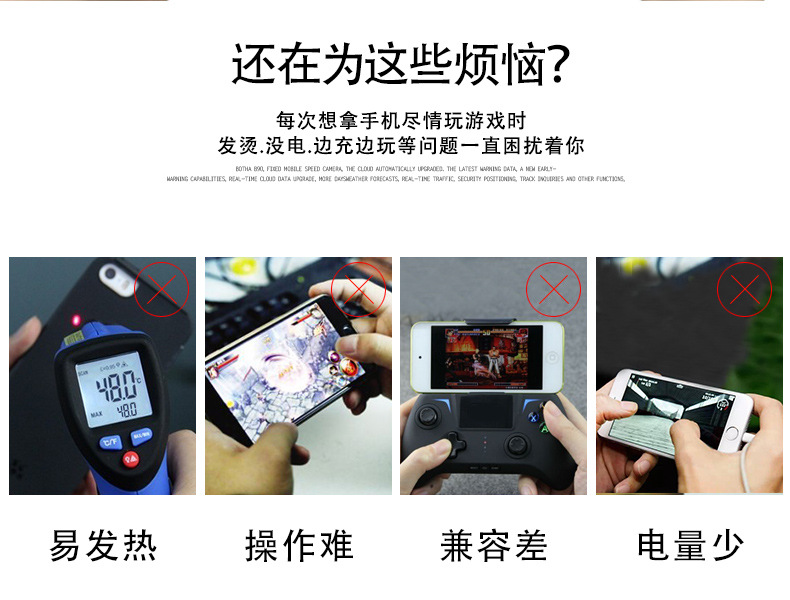 还在为这些烦恼?
每次想拿手机尽情玩游戏时
发烫.没电.边充边玩等问题一直困扰着你
BOTHA B90, FIXED MOBILE SPEED CAMERA, THE CLOUD AUTOMATICALLY UPGRADED. THE LATEST WARNING DATA, A NEW EARLY-
WARNING CAPABILITIES, REAL-TIME CLOUD DATA UPGRADE, MORE DAYSWEATHER FORECASTS, REAL-TIME TRAFFIC, SECURITY POSITIONING, TRACK INQUIRIES AND OTHER FUNCTIONS.
SCAN
48.0 °C
MAX 48.0
°C/°F
易发热 操作难 兼容差 电量少